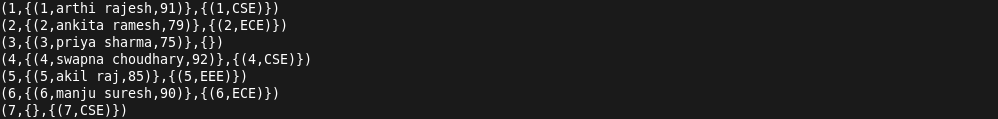 (1,{(1,arthi rajesh,91)},{(1,CSE)})
(2,{(2,ankita ramesh,79)},{(2,ECE)})
(3,{(3,priya sharma,75)},{})
(4,{(4,swapna choudhary,92)},{(4,CSE)})
(5,{(5,akil raj,85)},{(5,EEE)})
(6,{(6,manju suresh,90)},{(6,ECE)})
(7,{},{(7,CSE)})